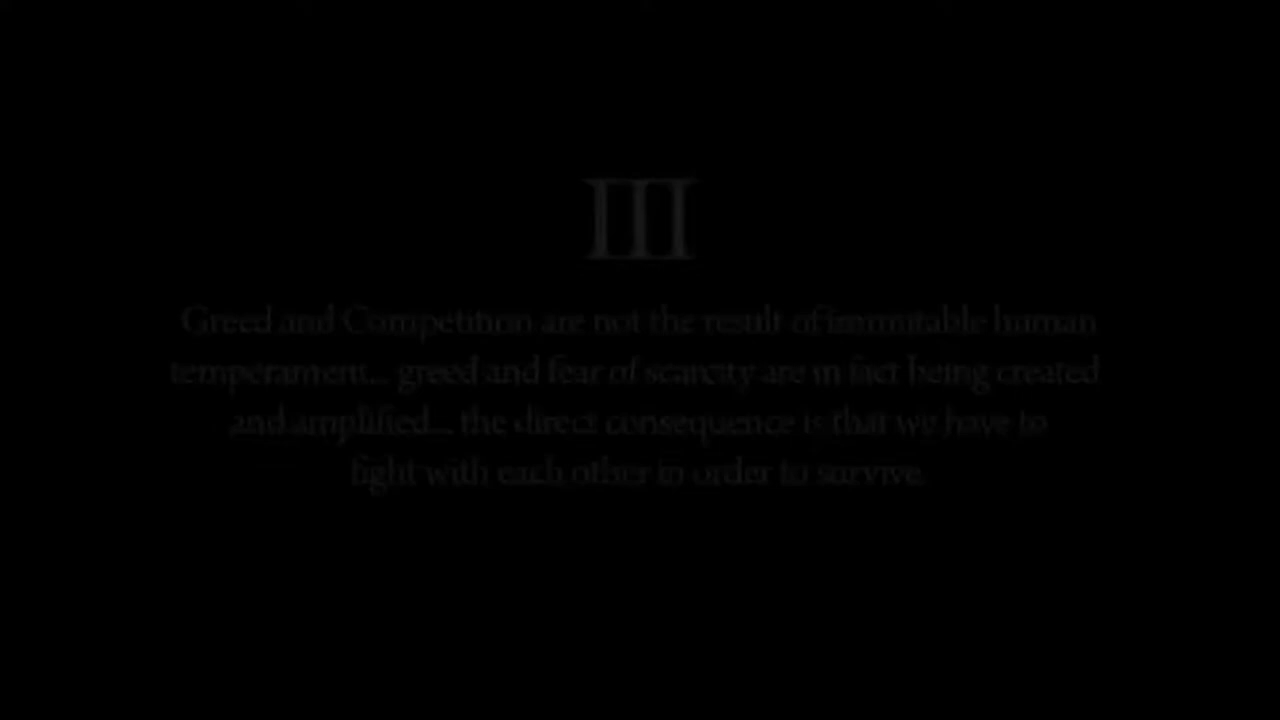 III
Greed and Competition are not the result of immutable human
temperament... greed and fear of scarcity are in fact being created
and amplified... the direct consequence is that we have to
fight with each other in order to survive.